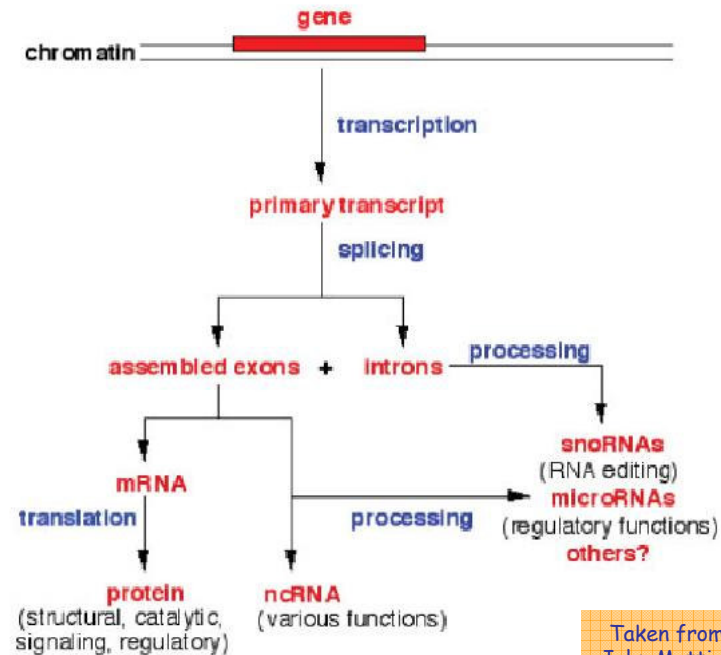 gene
chromatin
transcription
primary transcript
splicing
assembled exons + introns
processing
snoRNAs
(RNA editing)
microRNAs
(regulatory functions)
others?
mRNA
translation
processing
protein
(structural, catalytic,
signaling, regulatory)
ncRNA
(various functions)
Taken from